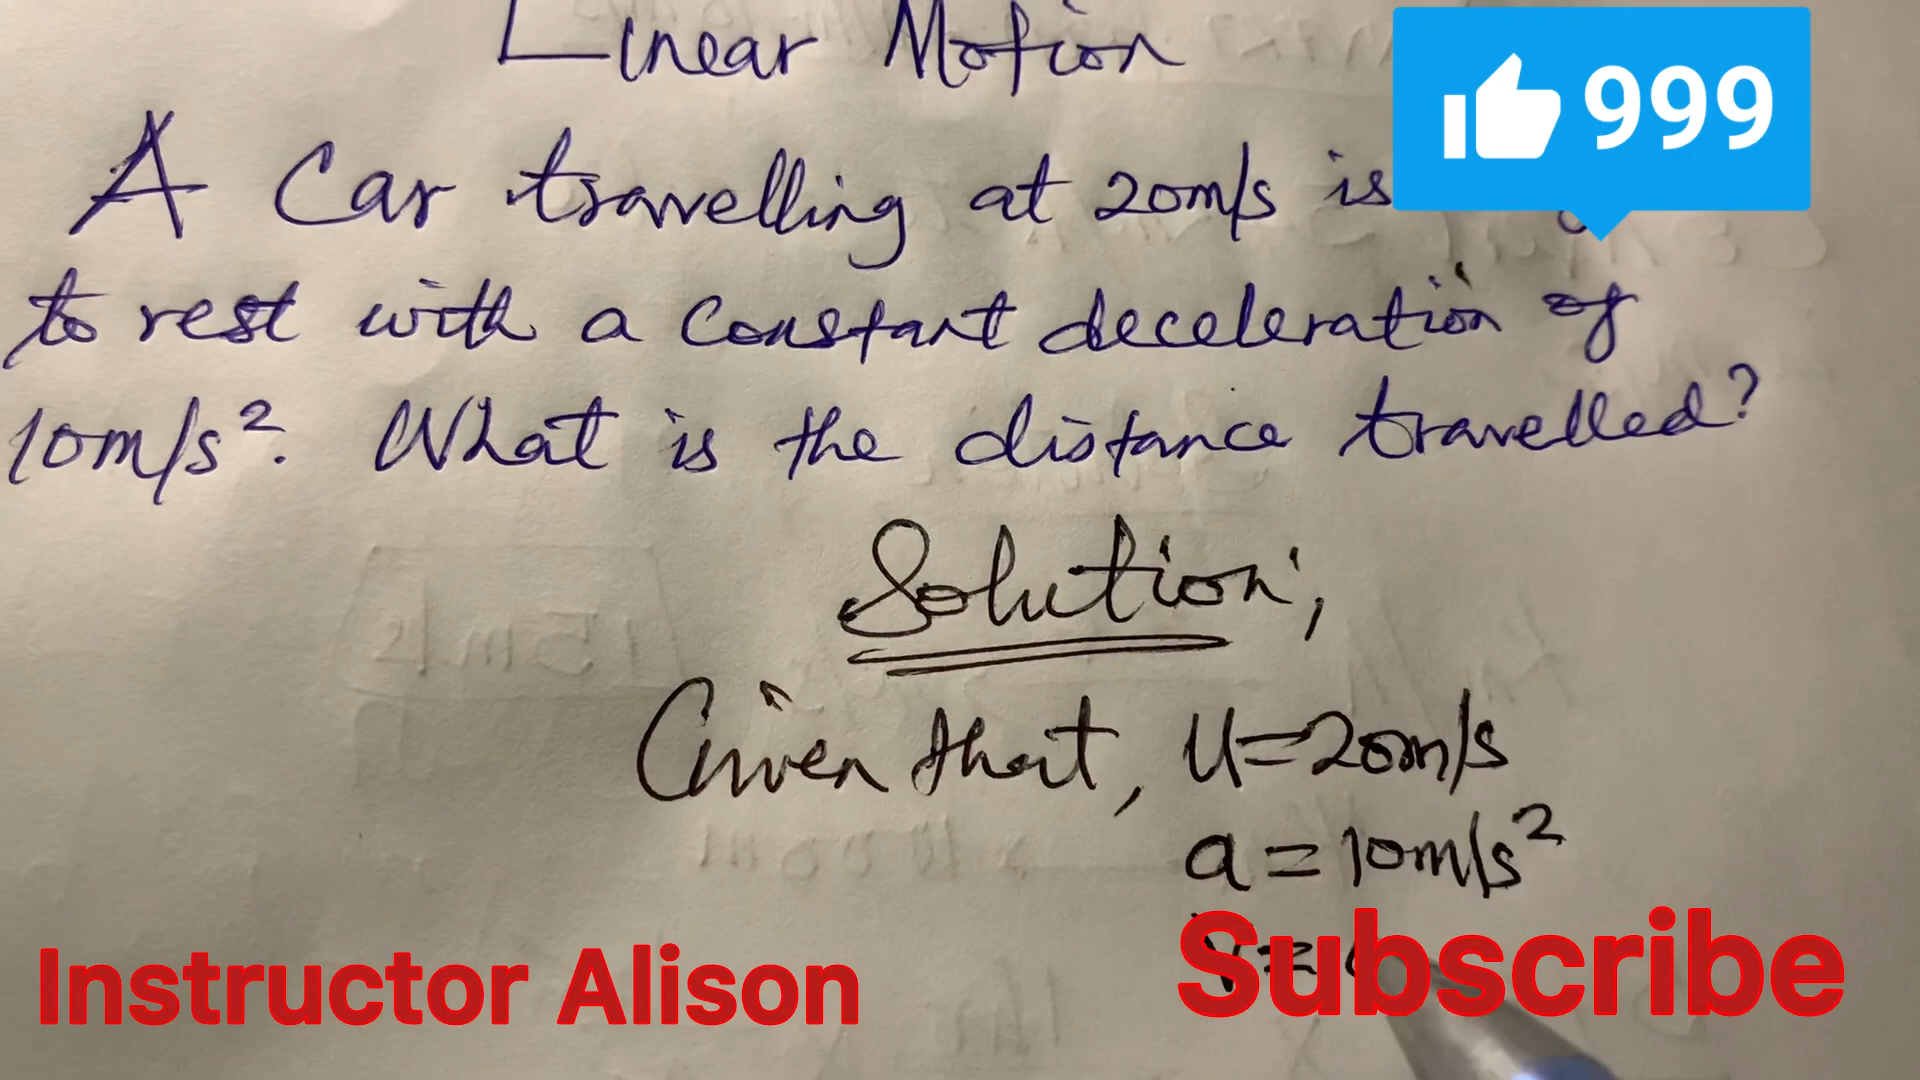 Linear Motion
999
A Car travelling at 20m/s is
to rest with a constant deceleration of
10m/s². What is the distance travelled?
Solution;
Given that, u=20m/s
a=10m/s²
v=
Instructor Alison
Subscribe